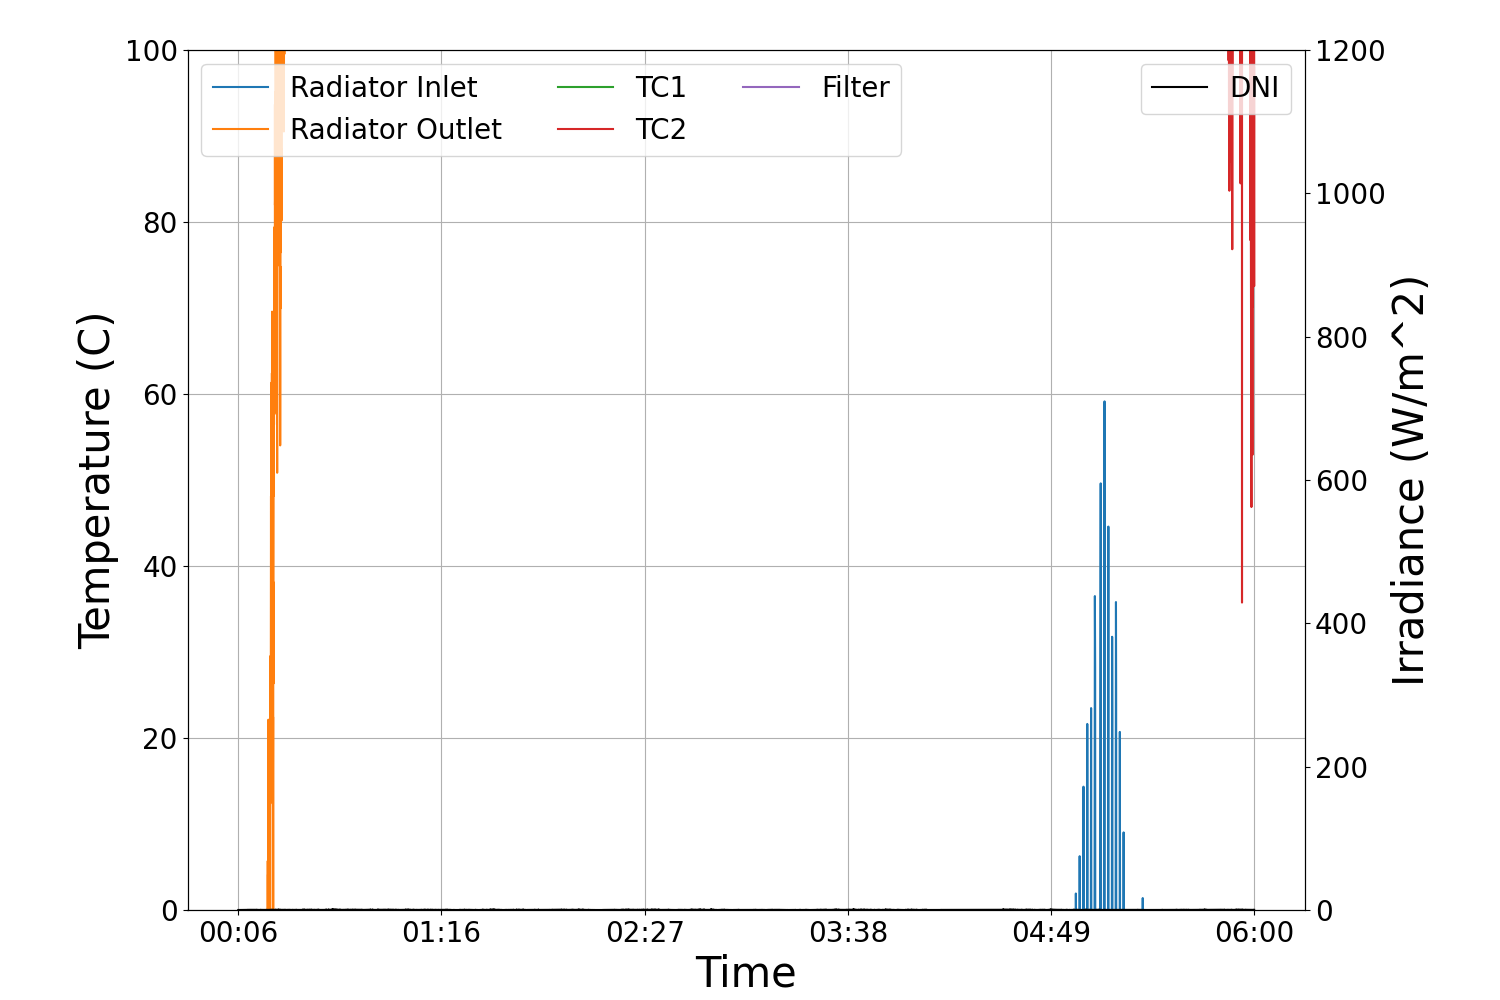 Radiator Inlet
Radiator Outlet
TC1
TC2
Filter
DNI
100
80
60
40
20
0
Temperature (C)
1200
1000
800
600
400
200
0
Irradiance (W/m^2)
00:06 01:16 02:27 03:38 04:49 06:00
Time